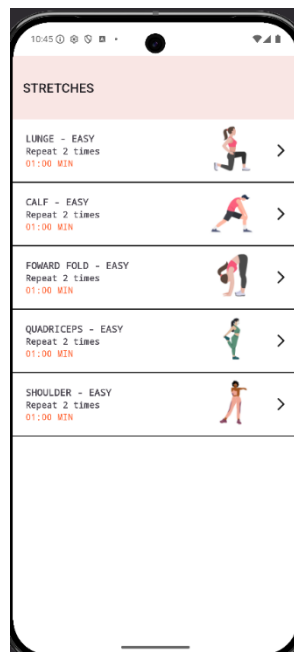 10:45
STRETCHES
LUNGE - EASY
Repeat 2 times
01:00 MIN
CALF - EASY
Repeat 2 times
01:00 MIN
FOWARD FOLD - EASY
Repeat 2 times
01:00 MIN
QUADRICEPS - EASY
Repeat 2 times
01:00 MIN
SHOULDER - EASY
Repeat 2 times
01:00 MIN